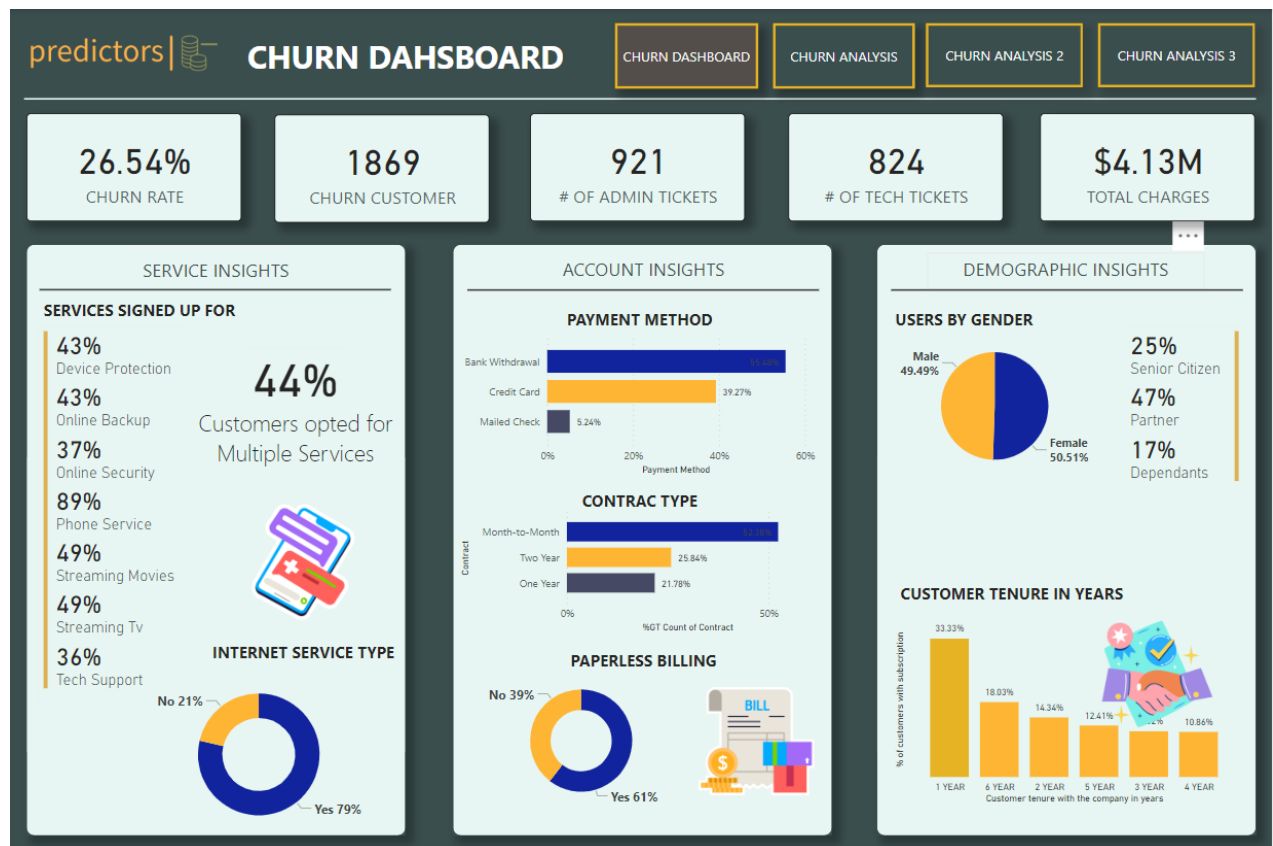 predictors|
CHURN DAHSBOARD
CHURN DASHBOARD
CHURN ANALYSIS
CHURN ANALYSIS 2
CHURN ANALYSIS 3
26.54%
CHURN RATE
1869
CHURN CUSTOMER
921
# OF ADMIN TICKETS
824
# OF TECH TICKETS
$4.13M
TOTAL CHARGES
SERVICE INSIGHTS
SERVICES SIGNED UP FOR
43%
Device Protection
43%
Online Backup
37%
Online Security
89%
Phone Service
49%
Streaming Movies
49%
Streaming Tv
36%
Tech Support
44%
Customers opted for
Multiple Services
INTERNET SERVICE TYPE
No 21%
Yes 79%
ACCOUNT INSIGHTS
PAYMENT METHOD
Bank Withdrawal
55.48%
Credit Card
39.27%
Mailed Check
5.24%
0%
20%
40%
60%
Payment Method
CONTRAC TYPE
Contract
Month-to-Month
Two Year
25.84%
One Year
21.78%
0%
50%
%GT Count of Contract
PAPERLESS BILLING
No 39%
Yes 61%
BILL
$
DEMOGRAPHIC INSIGHTS
USERS BY GENDER
Male
49.49%
Female
50.51%
25%
Senior Citizen
47%
Partner
17%
Dependants
CUSTOMER TENURE IN YEARS
% of customers with subscription
33.33%
18.03%
14.34%
12.41%
10.86%
1 YEAR
6 YEAR
2 YEAR
5 YEAR
3 YEAR
4 YEAR
Customer tenure with the company in years